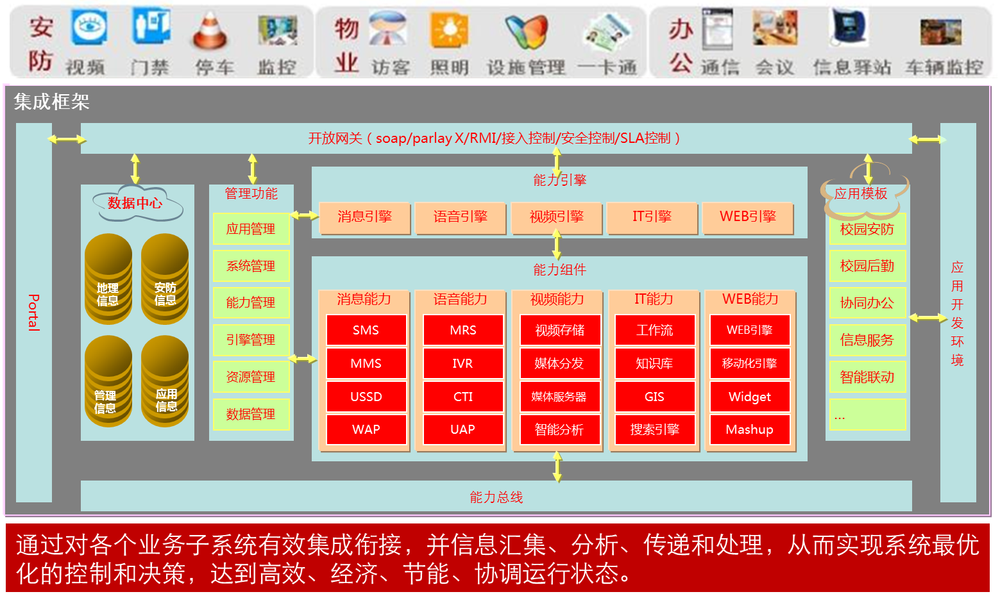 安防
视频
门禁
停车
监控
物业
访客
照明
设施管理
一卡通
办公
通信
会议
信息驿站
车辆监控
集成框架
开放网关（soap/parlay X/RMI/接入控制/安全控制/SLA控制）
Portal
数据中心
地理
信息
安防
信息
管理
信息
应用
信息
管理功能
应用管理
系统管理
能力管理
引擎管理
资源管理
数据管理
能力引擎
消息引擎
语音引擎
视频引擎
IT引擎
WEB引擎
能力组件
消息能力
SMS
MMS
USSD
WAP
语音能力
MRS
IVR
CTI
UAP
视频能力
视频存储
媒体分发
媒体服务器
智能分析
IT能力
工作流
知识库
GIS
搜索引擎
WEB能力
WEB引擎
移动化引擎
Widget
Mashup
应用模板
校园安防
校园后勤
协同办公
信息服务
智能联动
...
应用开发环境
能力总线
通过对各个业务子系统有效集成衔接，并信息汇集、分析、传递和处理，从而实现系统最优
化的控制和决策，达到高效、经济、节能、协调运行状态。